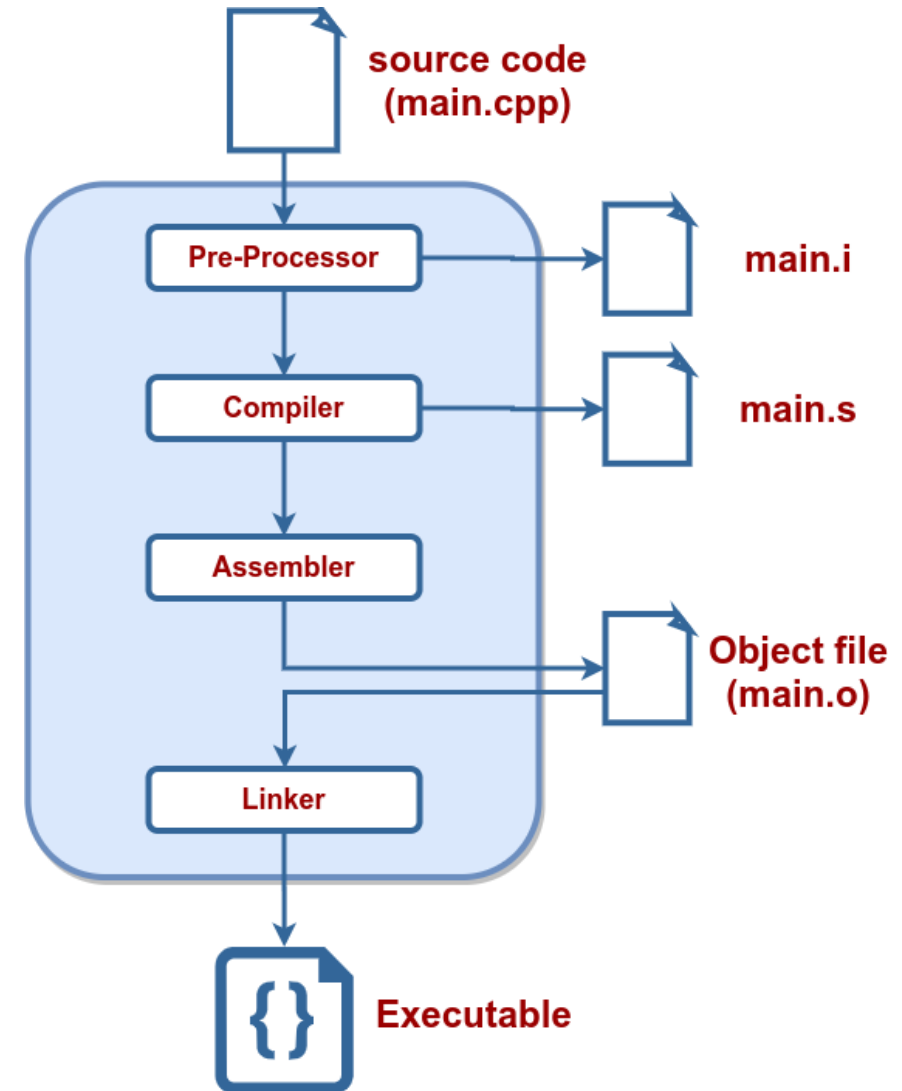 source code
(main.cpp)
Pre-Processor
main.i
Compiler
main.s
Assembler
Object file
(main.o)
Linker
{ }
Executable